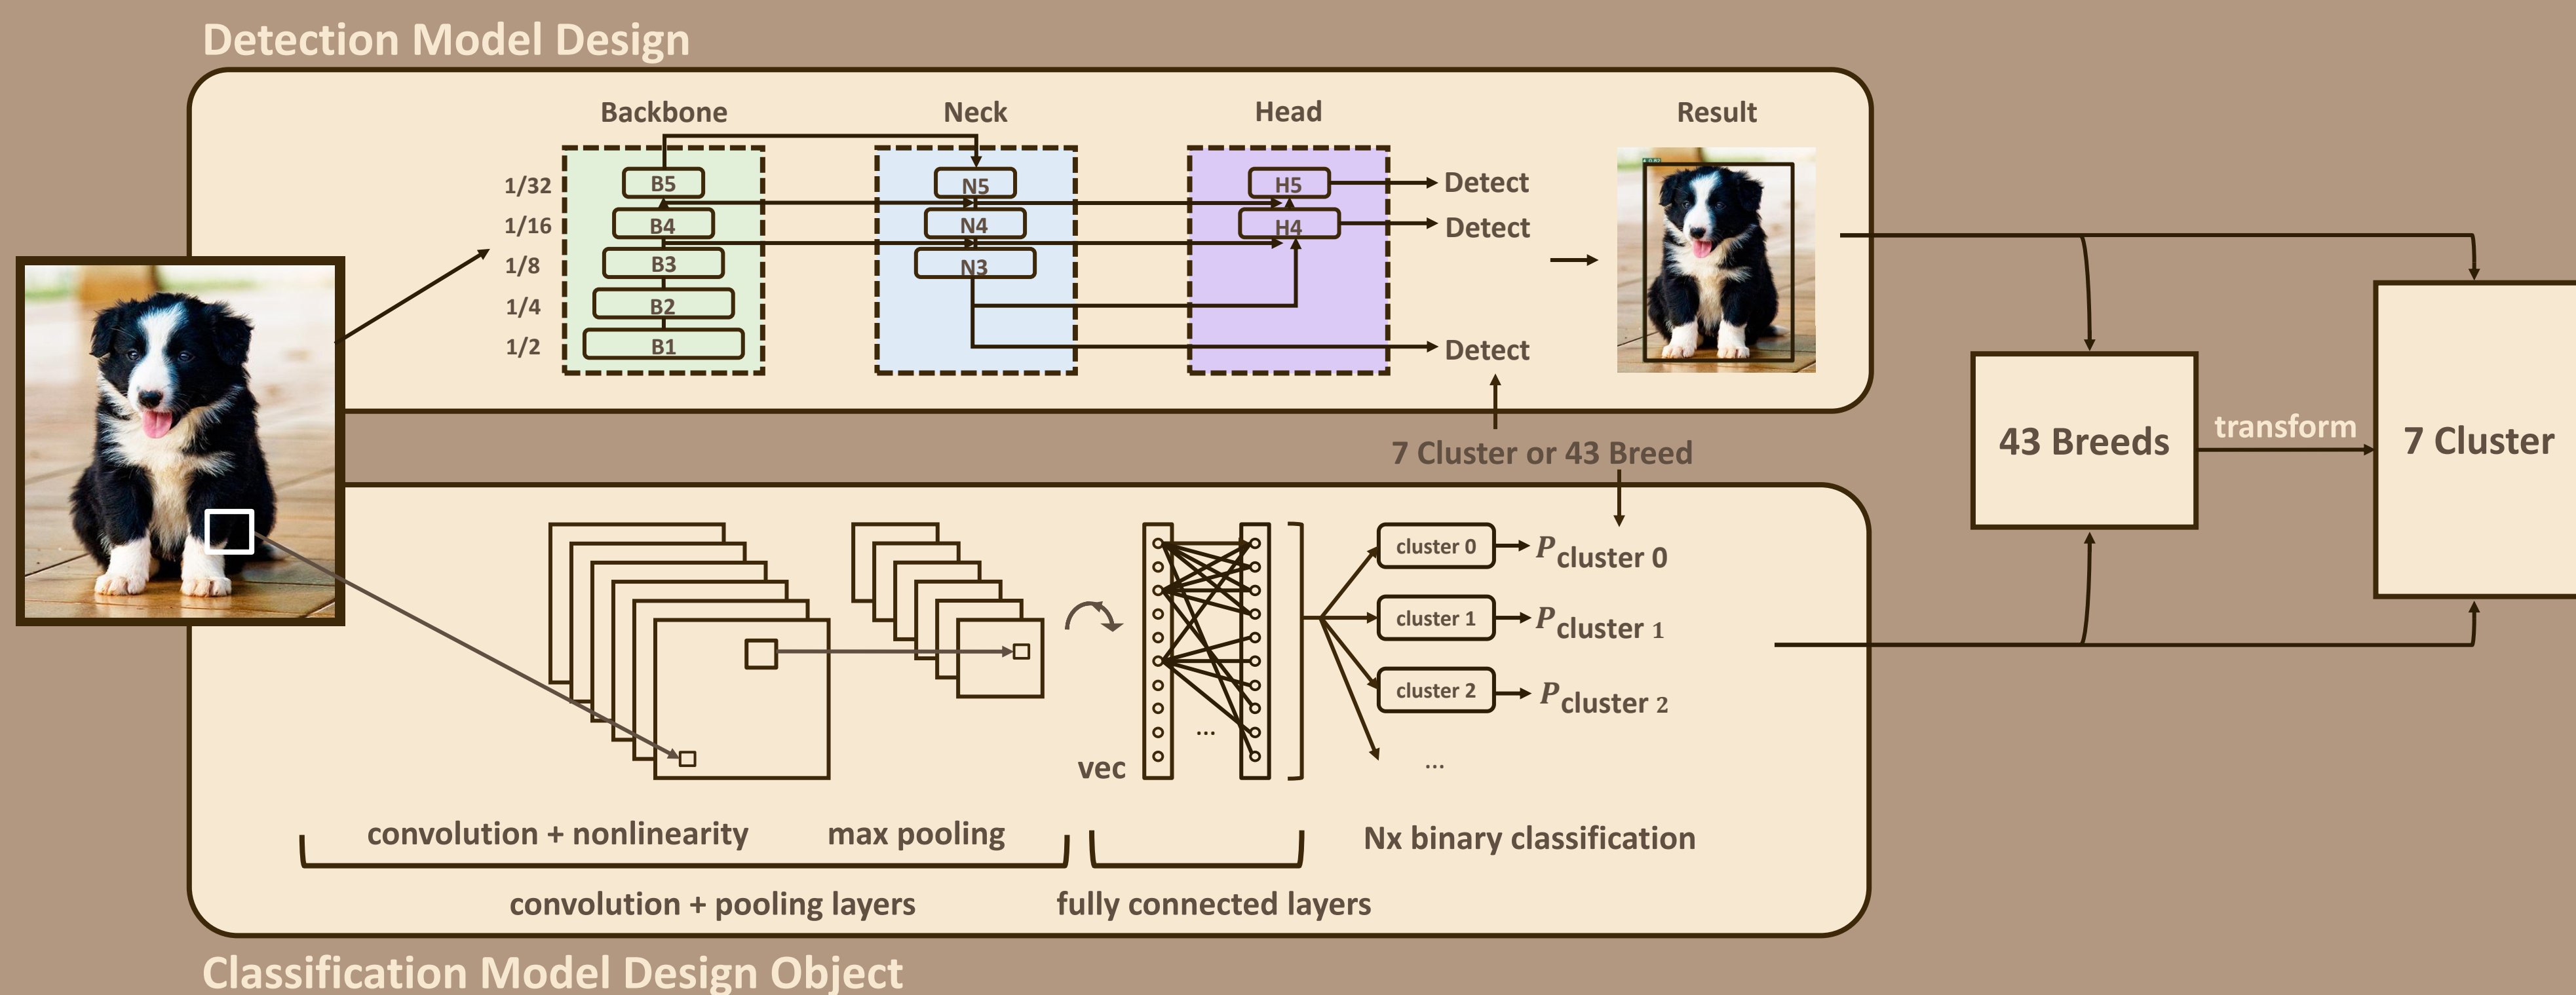 Detection Model Design
Backbone
Neck
Head
Result
1/32
1/16
1/8
1/4
1/2
B5
B4
B3
B2
B1
N5
N4
N3
H5
H4
Detect
Detect
Detect
7 Cluster or 43 Breed
43 Breeds
transform
7 Cluster
cluster 0
P cluster 0
cluster 1
P cluster 1
cluster 2
P cluster 2
...
...
vec
convolution + nonlinearity
max pooling
Nx binary classification
convolution + pooling layers
fully connected layers
Classification Model Design Object